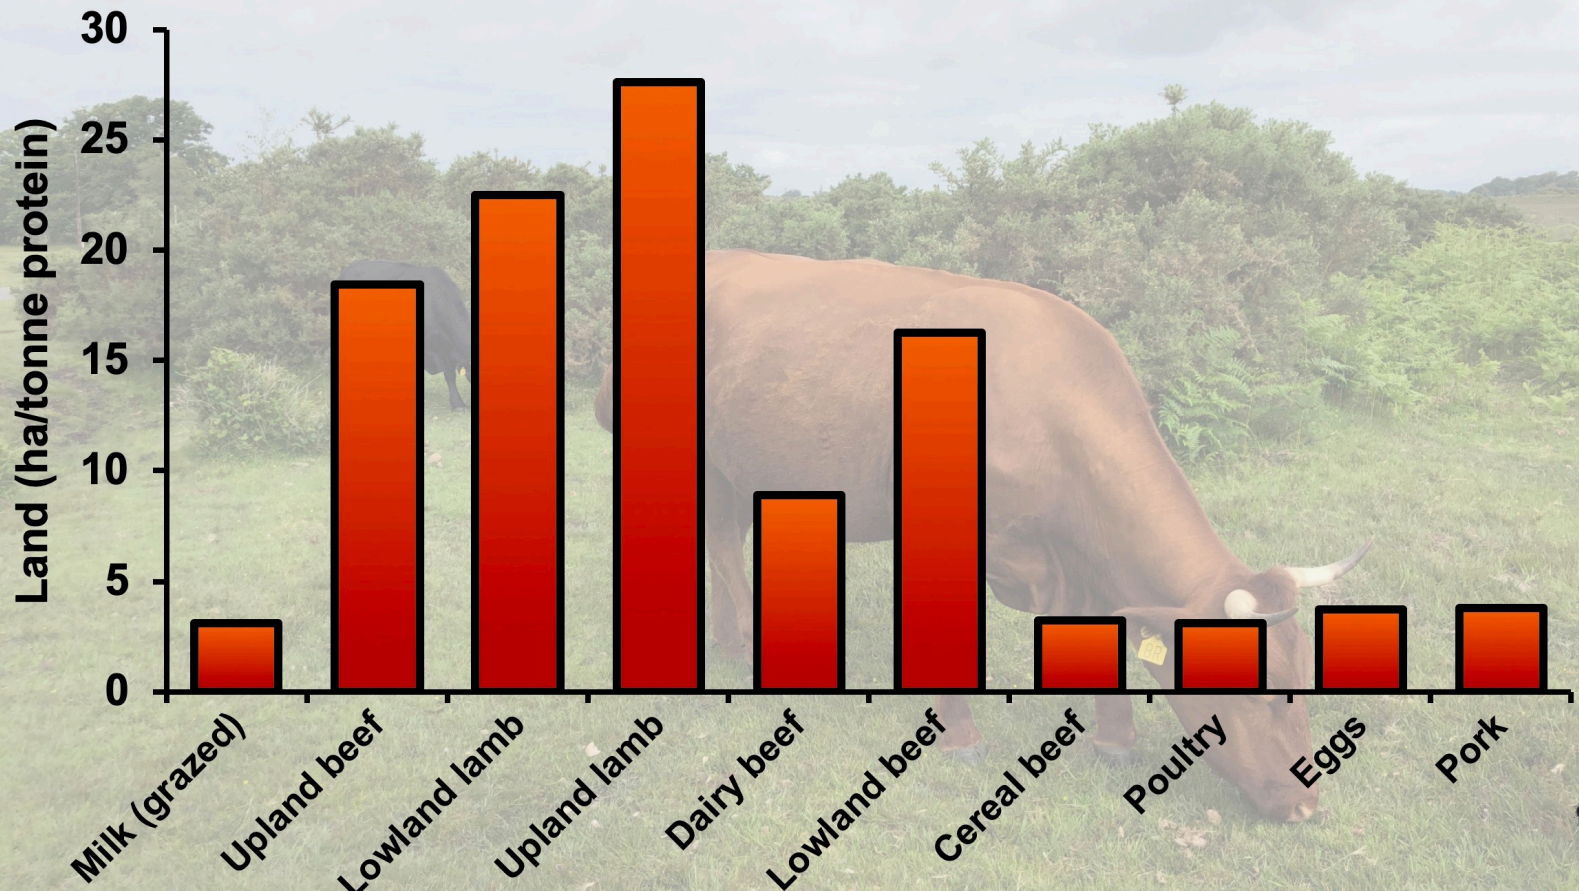 Land (ha/tonne protein)
30
25
20
15
10
5
0
Milk (grazed)
Upland beef
Lowland lamb
Upland lamb
Dairy beef
Lowland beef
Cereal beef
Poultry
Eggs
Pork